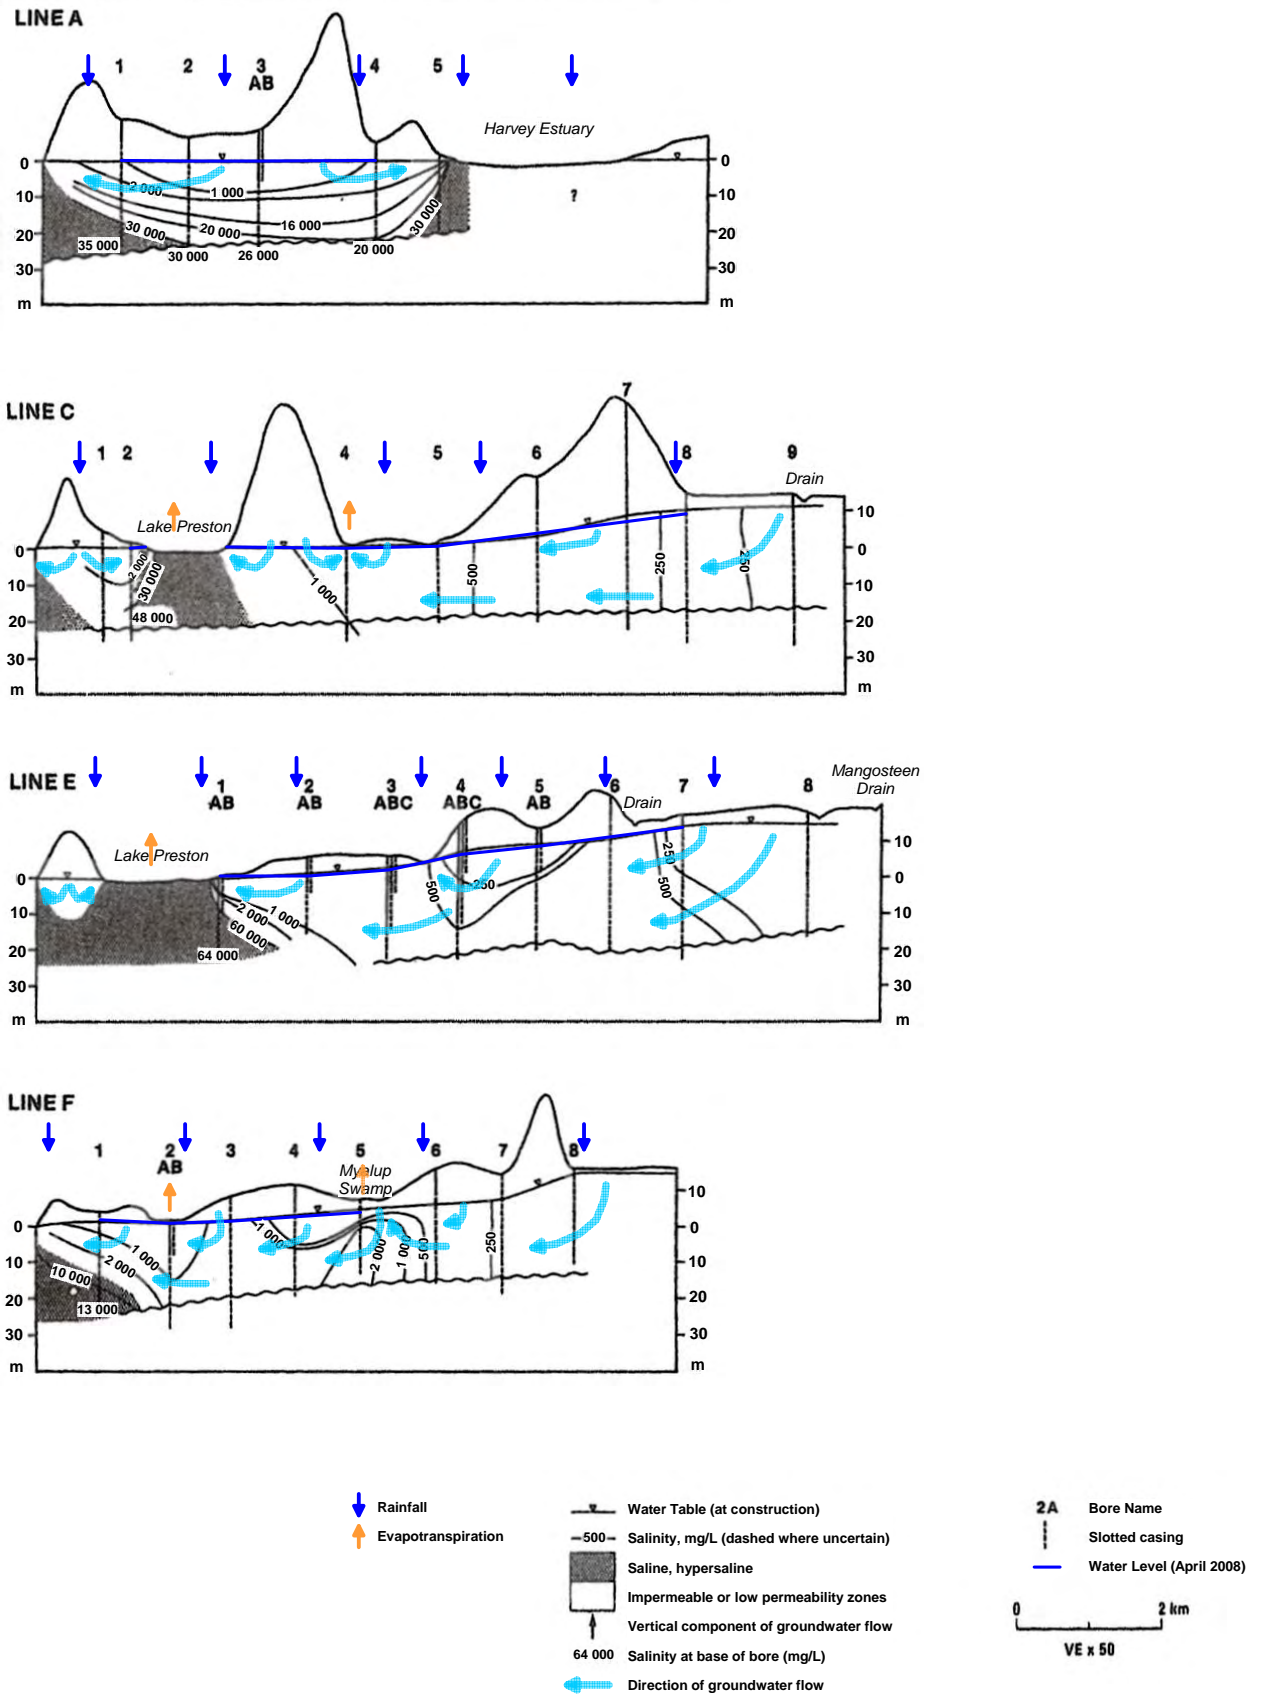 LINE A
1 2 3 4 5
AB
Harvey Estuary
0 0
2 000 1 000
10 ? 10
30 000 20 000 16 000 30 000
20 20
35 000 30 000 26 000 20 000
30 30
m m
LINE C
7
1 2 4 5 6 8 9
Drain
Lake Preston
10
0 0
2 000 30 000 1 000 500 250 250
10 10
48 000
20 20
30 30
m m
LINE E
Mangosteen
Drain
1 2 3 4 5 6 7 8
AB AB ABC ABC AB
Drain
Lake Preston
10
250
0 0
500 250 500
2 000 1 000
10 10
60 000
20 64 000 20
30 30
m m
LINE F
1 2 3 4 5 6 7 8
AB
Myalup
Swamp
10
0 0
1 000 1 000 2 000 1 000 500 250
2 000
10 10
10 000
20 13 000 20
30 30
m m
Rainfall
Evapotranspiration
Water Table (at construction)
500 Salinity, mg/L (dashed where uncertain)
Saline, hypersaline
Impermeable or low permeability zones
Vertical component of groundwater flow
64 000 Salinity at base of bore (mg/L)
Direction of groundwater flow
2A Bore Name
Slotted casing
Water Level (April 2008)
0 2 km
VE x 50